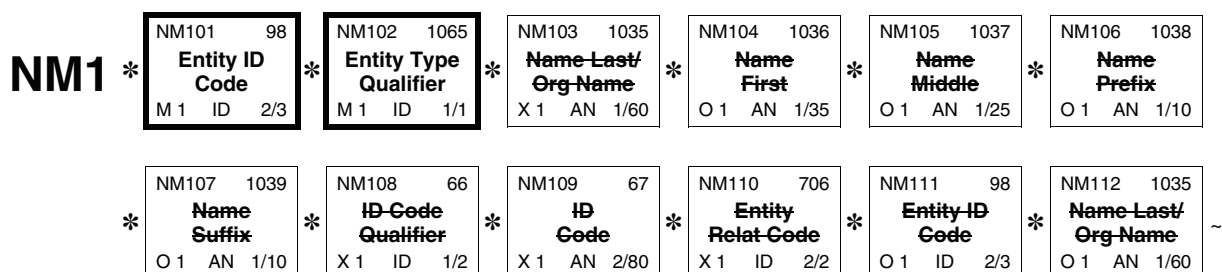 NM101 98 NM102 1065 NM103 1035 NM104 1036 NM105 1037 NM106 1038
NM1 * Entity ID Code * Entity Type Qualifier * Name Last/ Org Name * Name First * Name Middle * Name Prefix
M 1 ID 2/3 M 1 ID 1/1 X 1 AN 1/60 O 1 AN 1/35 O 1 AN 1/25 O 1 AN 1/10
NM107 1039 NM108 66 NM109 67 NM110 706 NM111 98 NM112 1035
* Name Suffix * ID Code Qualifier * ID Code * Entity Relat Code * Entity ID Code * Name Last/ Org Name ~
O 1 AN 1/10 X 1 ID 1/2 X 1 AN 2/80 X 1 ID 2/2 O 1 ID 2/3 O 1 AN 1/60